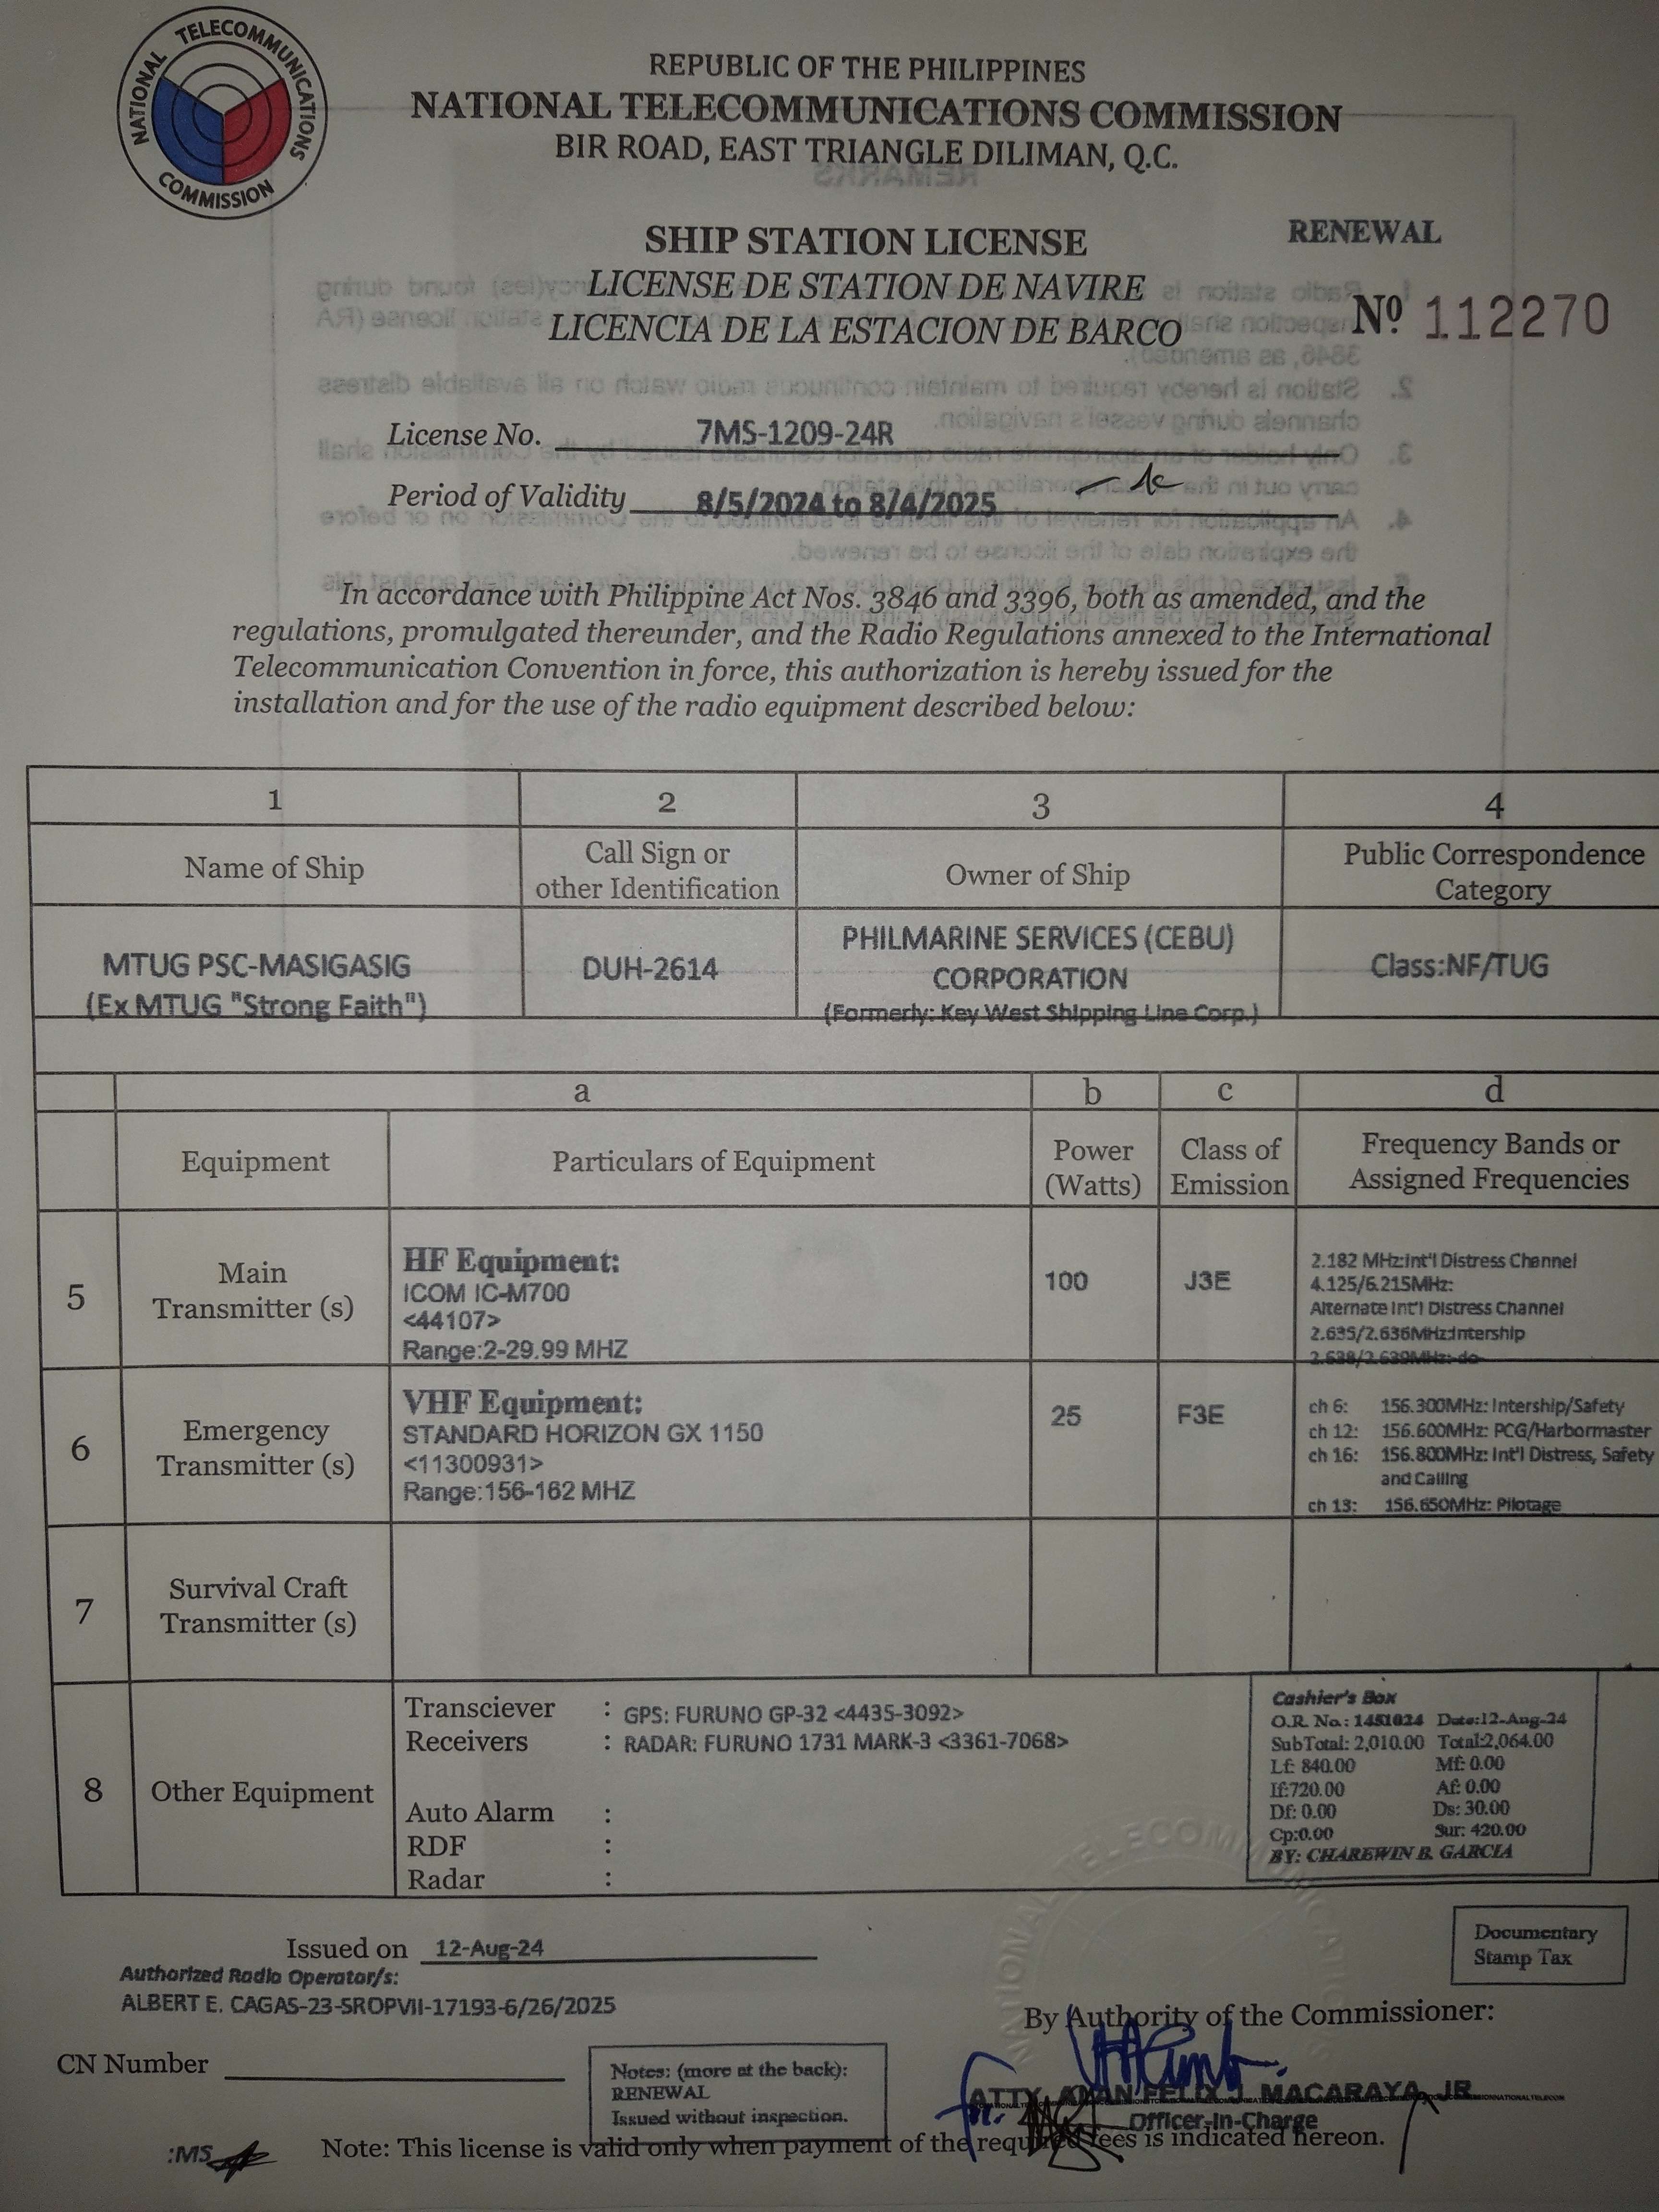 NATIONAL TELECOMMUNICATIONS COMMISSION
REPUBLIC OF THE PHILIPPINES
NATIONAL TELECOMMUNICATIONS COMMISSION
BIR ROAD, EAST TRIANGLE DILIMAN, Q.C.
REMARKS
SHIP STATION LICENSE
RENEWAL
LICENSE DE STATION DE NAVIRE
LICENCIA DE LA ESTACION DE BARCO
Nº 112270
License No. 7MS-1209-24R
Period of Validity 8/5/2024 to 8/4/2025
In accordance with Philippine Act Nos. 3846 and 3396, both as amended, and the
regulations, promulgated thereunder, and the Radio Regulations annexed to the International
Telecommunication Convention in force, this authorization is hereby issued for the
installation and for the use of the radio equipment described below:
1 2 3 4
Name of Ship
Call Sign or
other Identification
Owner of Ship
Public Correspondence
Category
MTUG PSC-MASIGASIG
(Ex MTUG "Strong Faith")
DUH-2614
PHILMARINE SERVICES (CEBU)
CORPORATION
(Formerly: Key West Shipping Line Corp.)
Class:NF/TUG
a b c d
Equipment
Particulars of Equipment
Power
(Watts)
Class of
Emission
Frequency Bands or
Assigned Frequencies
5
Main
Transmitter (s)
HF Equipment:
ICOM IC-M700
<44107>
Range:2-29.99 MHZ
100
J3E
2.182 MHz:Int'l Distress Channel
4.125/6.215MHz:
Alternate Int'l Distress Channel
2.635/2.636MHz:Intership
2.638/2.639MHz:-do-
6
Emergency
Transmitter (s)
VHF Equipment:
STANDARD HORIZON GX 1150
<11300931>
Range:156-162 MHZ
25
F3E
ch 6: 156.300MHz: Intership/Safety
ch 12: 156.600MHz: PCG/Harbormaster
ch 16: 156.800MHz: Int'l Distress, Safety
and Calling
ch 13: 156.650MHz: Pilotage
7
Survival Craft
Transmitter (s)
8
Other Equipment
Transciever : GPS: FURUNO GP-32 <4435-3092>
Receivers : RADAR: FURUNO 1731 MARK-3 <3361-7068>
Auto Alarm :
RDF :
Radar :
Cashier's Box
O.R. No.: 1451024 Date:12-Aug-24
SubTotal: 2,010.00 Total:2,064.00
Lf: 840.00 Mf: 0.00
If:720.00 Af: 0.00
Df: 0.00 Ds: 30.00
Cp:0.00 Sur: 420.00
BY: CHAREWIN B. GARCIA
Issued on 12-Aug-24
Documentary
Stamp Tax
Authorized Radio Operator/s:
ALBERT E. CAGAS-23-SROPVII-17193-6/26/2025
By Authority of the Commissioner:
CN Number
Notes: (more at the back):
RENEWAL
Issued without inspection.
for:
ATTY. ALAN FELIX J. MACARAYA, JR
Officer-In-Charge
:MS
Note: This license is valid only when payment of the required fees is indicated hereon.